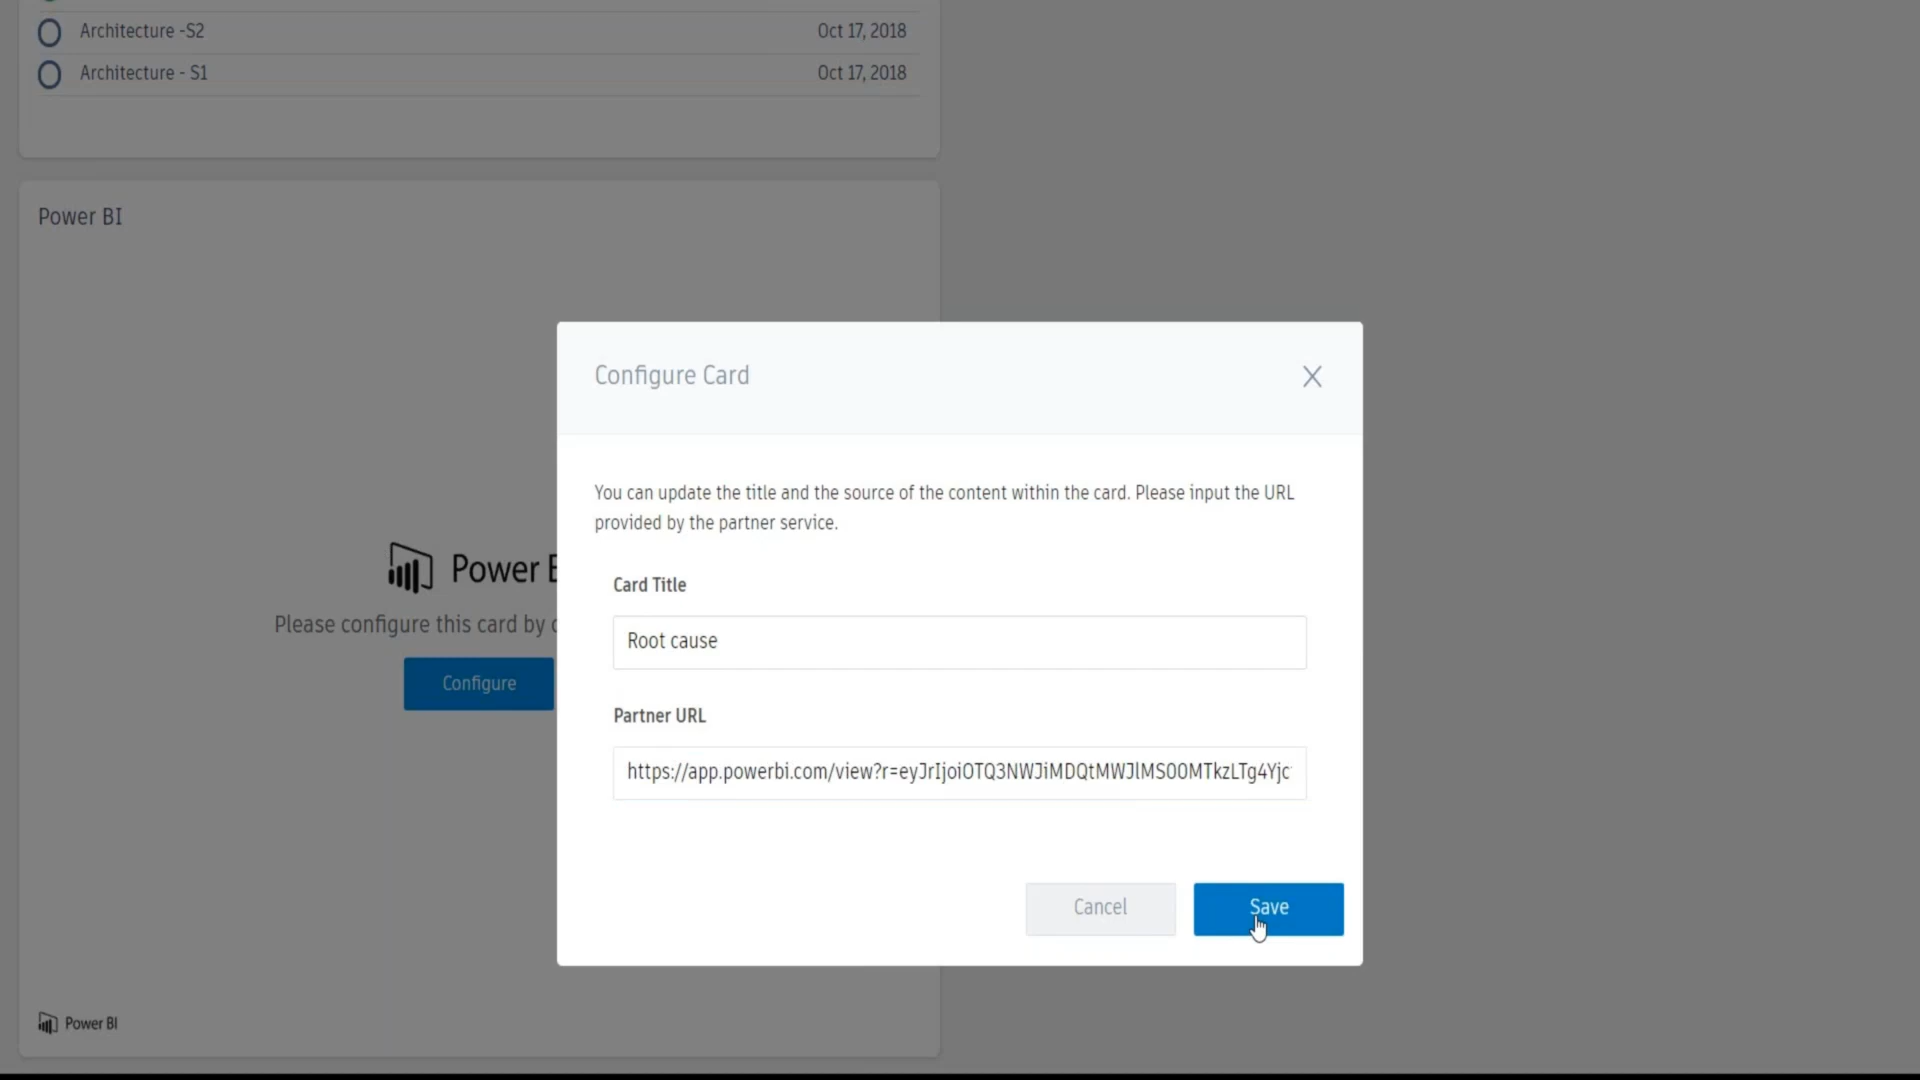 Architecture -S2 Oct 17, 2018
Architecture - S1 Oct 17, 2018
Power BI
Configure Card
You can update the title and the source of the content within the card. Please input the URL
provided by the partner service.
Card Title
Root cause
Partner URL
https://app.powerbi.com/view?r=eyJrIjoiOTQ3NWJiMDQtMWJlMS00MTkzLTg4Yjc
Power
Please configure this card by
Configure
Cancel Save
Power BI